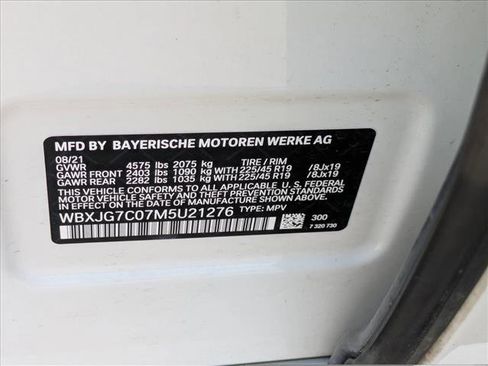 MFD BY BAYERISCHE MOTOREN WERKE AG
08/21
GVWR 4575 lbs 2075 kg TIRE / RIM
GAWR FRONT 2403 lbs 1090 kg WITH 225/45 R19 /8Jx19
GAWR REAR 2282 lbs 1035 kg WITH 225/45 R19 /8Jx19
THIS VEHICLE CONFORMS TO ALL APPLICABLE U. S. FEDERAL
MOTOR VEHICLE SAFETY STANDARDS IN EFFECT ON THE
DATE OF MANUFACTURE SHOWN ABOVE.
WBXJG7C07M5U21276 TYPE: MPV
300
7 320 730